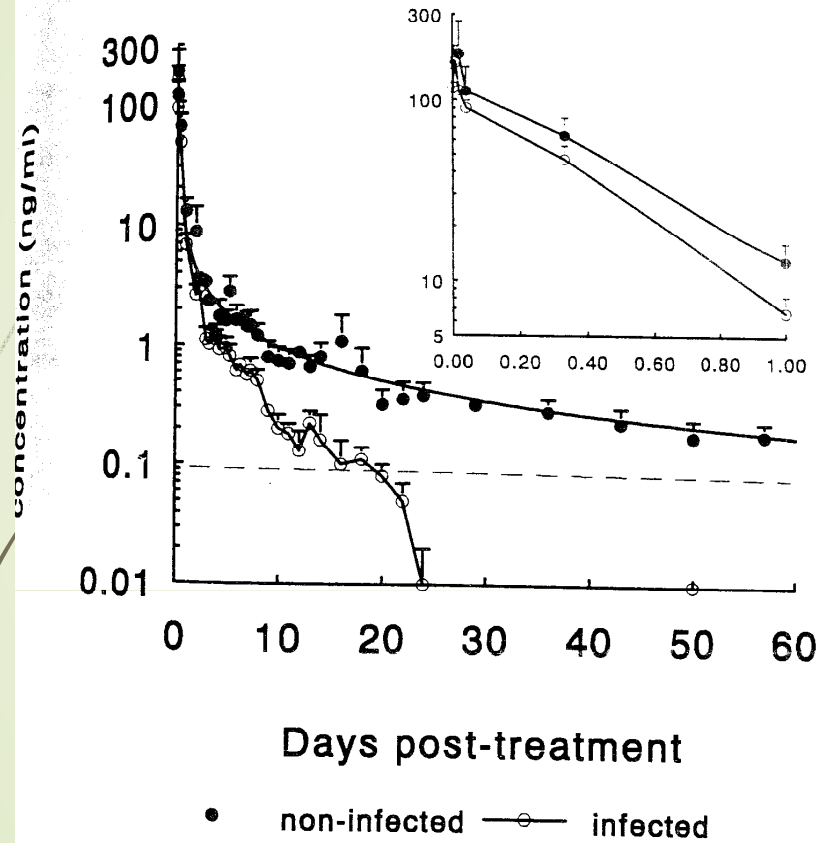 300
100
10
1
0.1
0.01
concentration (ng/ml)
0 10 20 30 40 50 60
Days post-treatment
300
100
10
5
0.00 0.20 0.40 0.60 0.80 1.00
non-infected infected